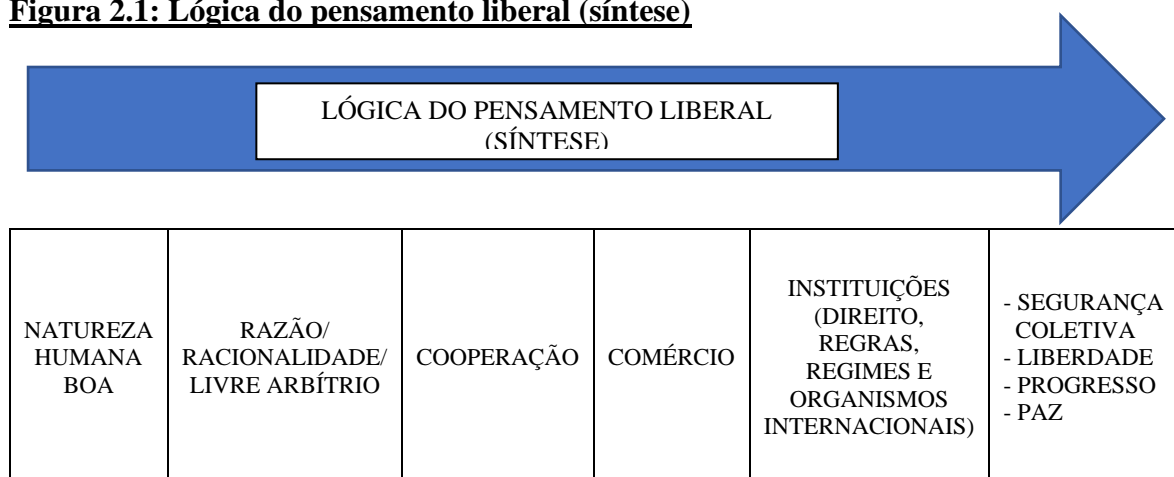 Figura 2.1: Lógica do pensamento liberal (síntese)
LÓGICA DO PENSAMENTO LIBERAL
(SÍNTESE)
NATUREZA
HUMANA
BOA
RAZÃO/
RACIONALIDADE/
LIVRE ARBÍTRIO
COOPERAÇÃO
COMÉRCIO
INSTITUIÇÕES
(DIREITO,
REGRAS,
REGIMES E
ORGANISMOS
INTERNACIONAIS)
- SEGURANÇA
COLETIVA
- LIBERDADE
- PROGRESSO
- PAZ